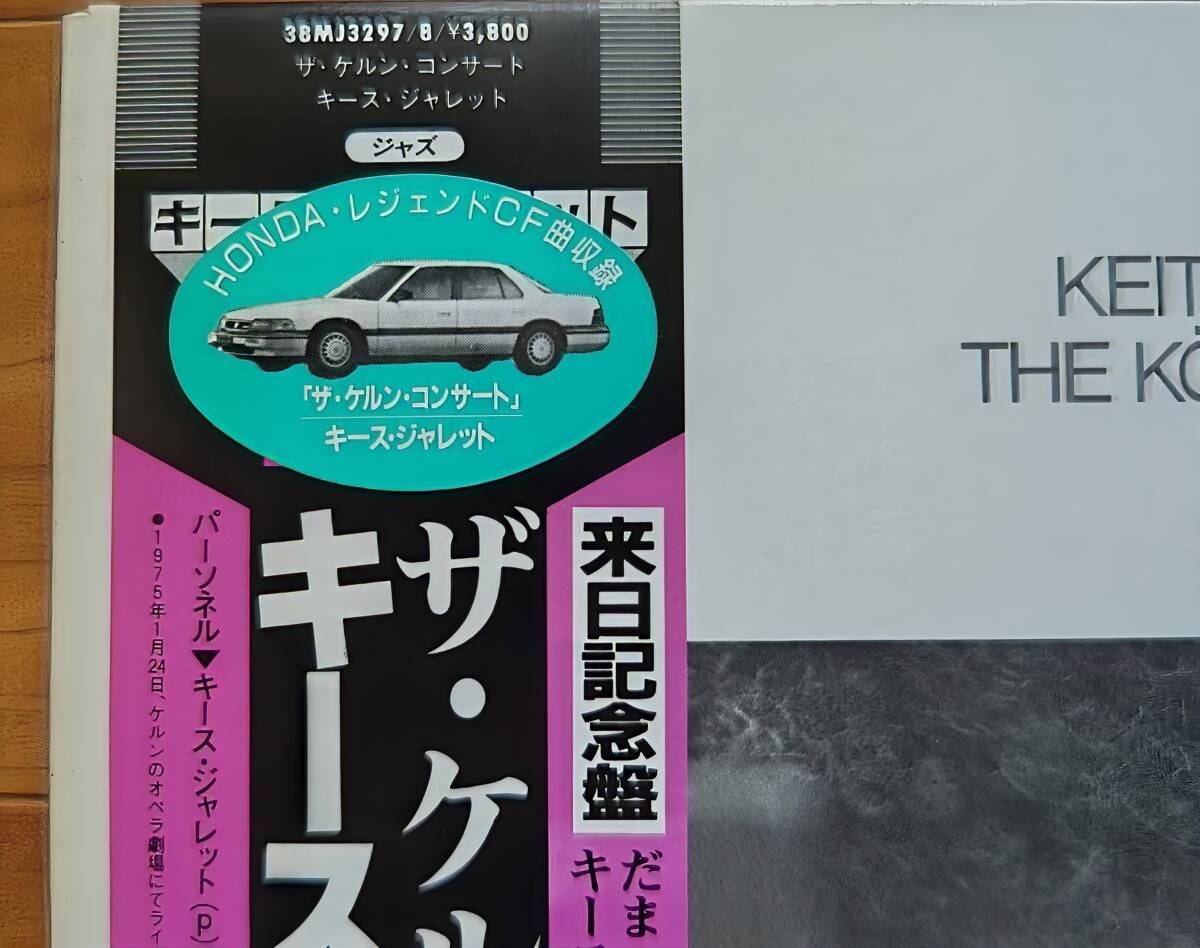 38MJ3297/8/¥3,800
ザ・ケルン・コンサート
キース・ジャレット
ジャズ
キー
ット
HONDA・レジェンドCF曲収録
「ザ・ケルン・コンサート」
キース・ジャレット
来日記念盤
だま
キー
ザ・ケル
キース
パーソネル▼キース・ジャレット(p)
●1975年1月24日、ケルンのオペラ劇場にてライ
KEIT
THE KÖ